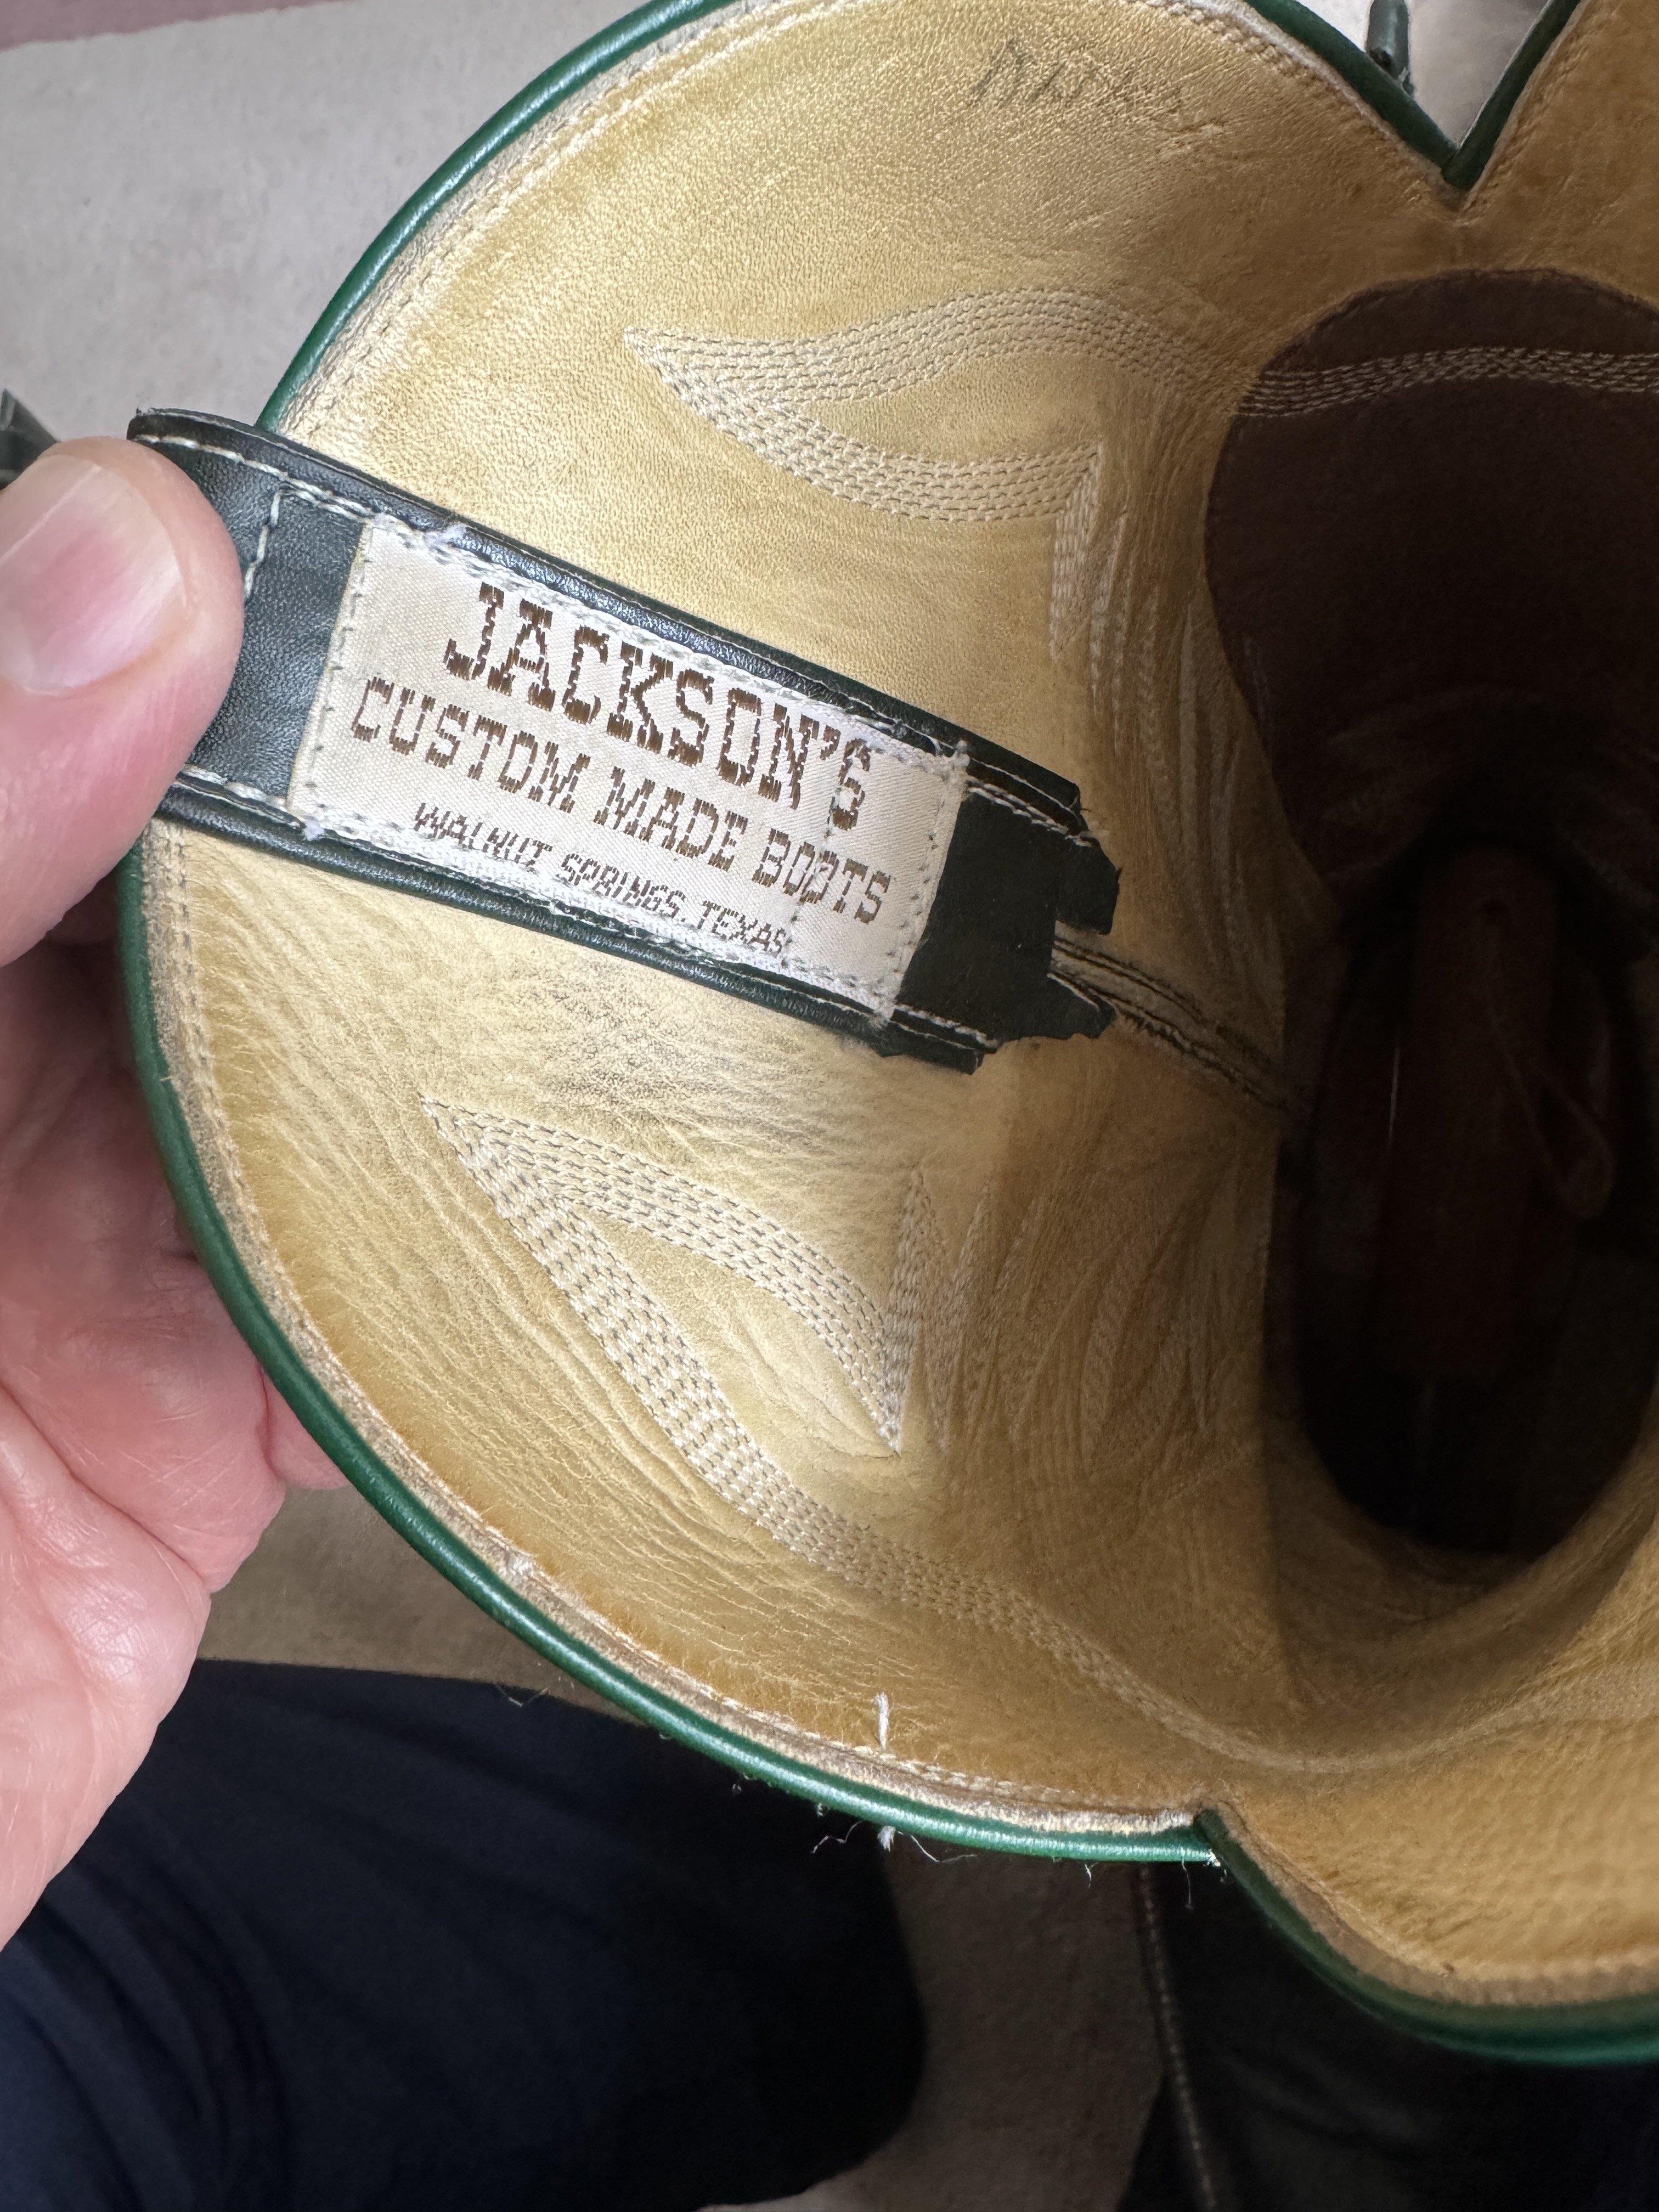 JACKSON'S
CUSTOM MADE BOOTS
WALNUT SPRINGS, TEXAS